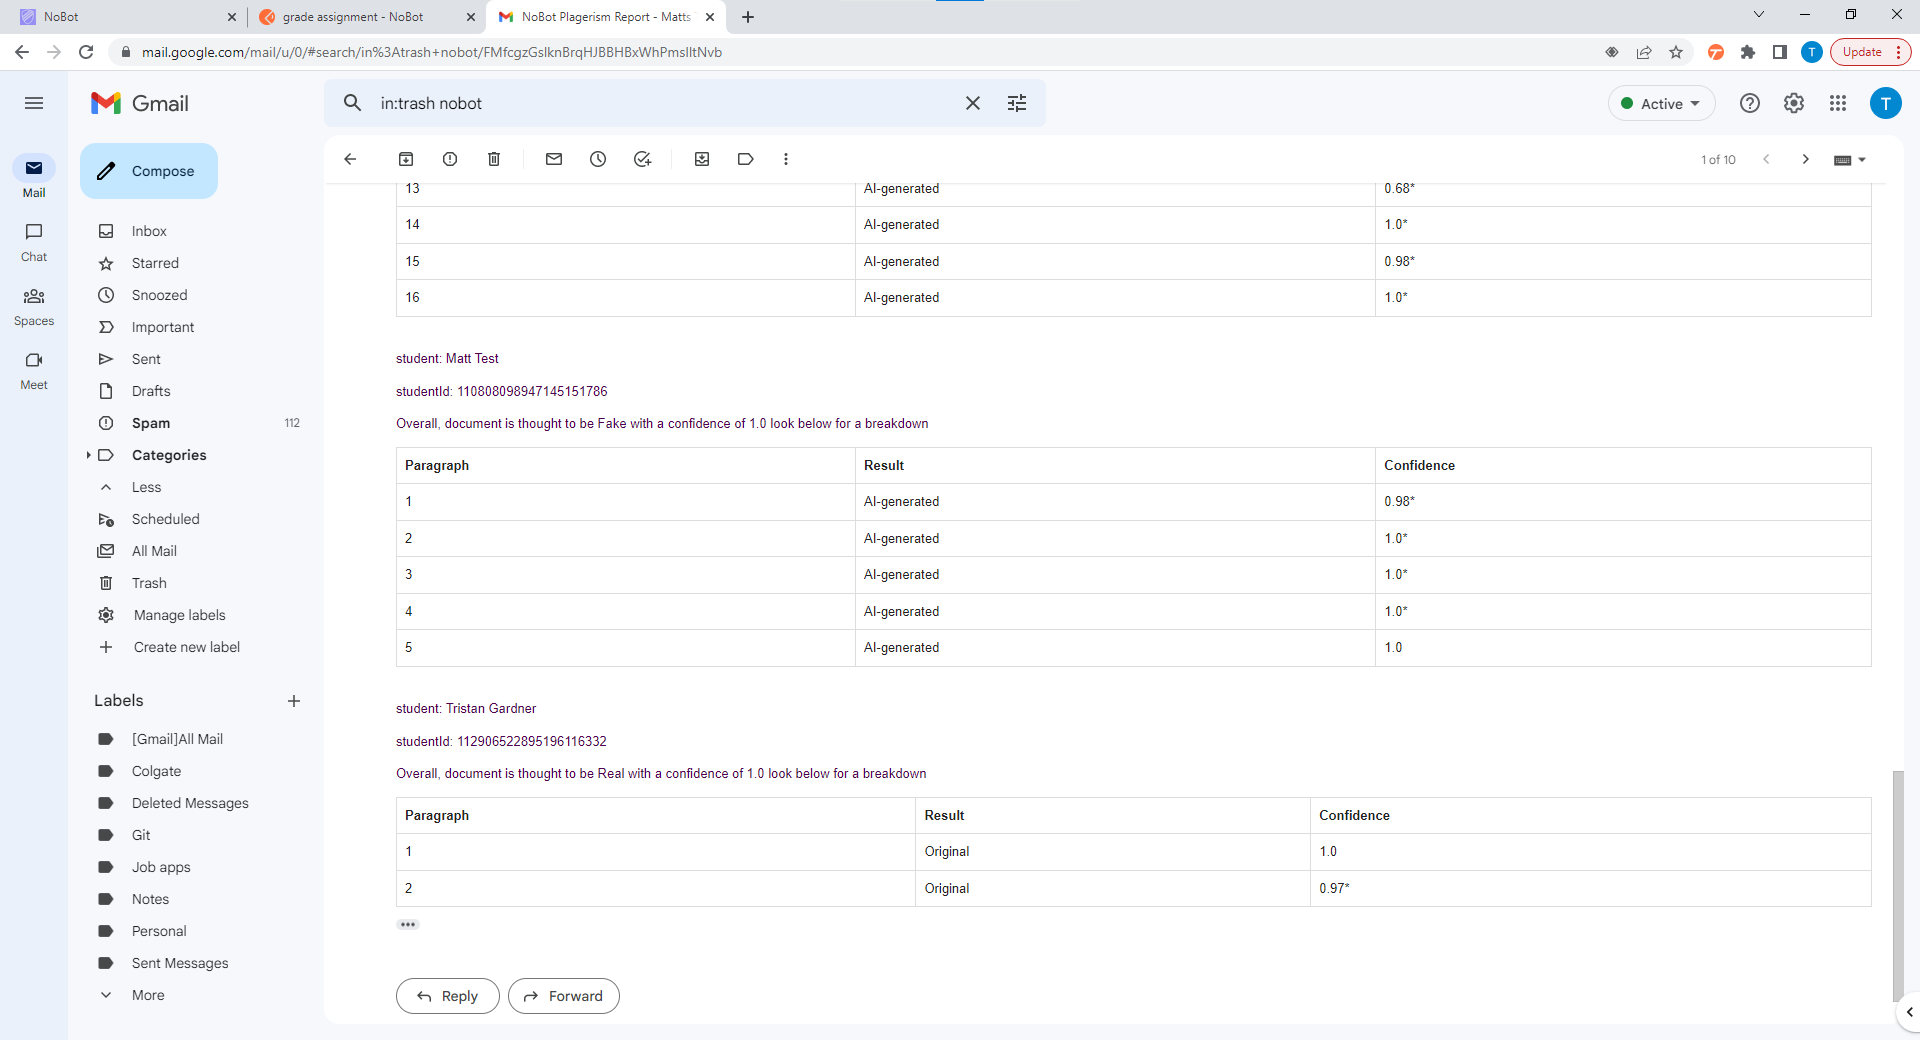 NoBot
grade assignment - NoBot
NoBot Plagerism Report - Matts
mail.google.com/mail/u/0/#search/in%3Atrash+nobot/FMfcgzGslknBrqHJBBHBxWhPmslltNvb
T
Update
Gmail
in:trash nobot
Active
T
Mail
Chat
Spaces
Meet
Compose
Inbox
Starred
Snoozed
Important
Sent
Drafts
Spam 112
Categories
Less
Scheduled
All Mail
Trash
Manage labels
Create new label
Labels
[Gmail]All Mail
Colgate
Deleted Messages
Git
Job apps
Notes
Personal
Sent Messages
More
1 of 10
13 AI-generated 0.68*
14 AI-generated 1.0*
15 AI-generated 0.98*
16 AI-generated 1.0*
student: Matt Test
studentId: 110808098947145151786
Overall, document is thought to be Fake with a confidence of 1.0 look below for a breakdown
Paragraph Result Confidence
1 AI-generated 0.98*
2 AI-generated 1.0*
3 AI-generated 1.0*
4 AI-generated 1.0*
5 AI-generated 1.0
student: Tristan Gardner
studentId: 112906522895196116332
Overall, document is thought to be Real with a confidence of 1.0 look below for a breakdown
Paragraph Result Confidence
1 Original 1.0
2 Original 0.97*
Reply
Forward